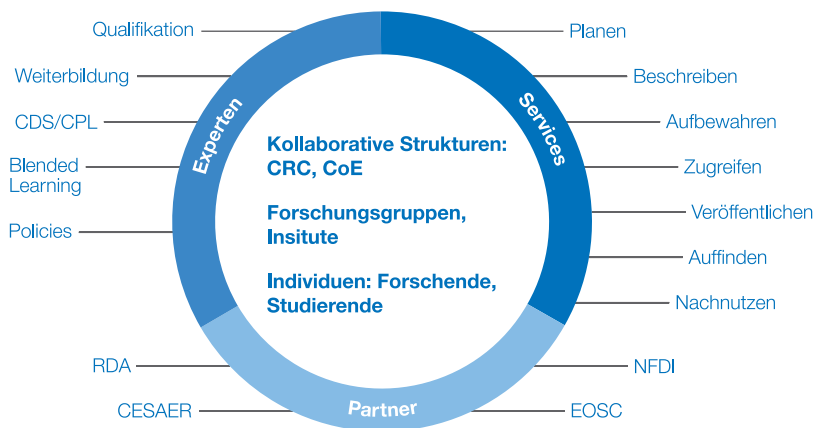 Qualifikation
Weiterbildung
CDS/CPL
Blended
Learning
Policies
Experten
Kollaborative Strukturen:
CRC, CoE
Forschungsgruppen,
Insitute
Individuen: Forschende,
Studierende
Services
Planen
Beschreiben
Aufbewahren
Zugreifen
Veröffentlichen
Auffinden
Nachnutzen
RDA
CESAER
Partner
NFDI
EOSC